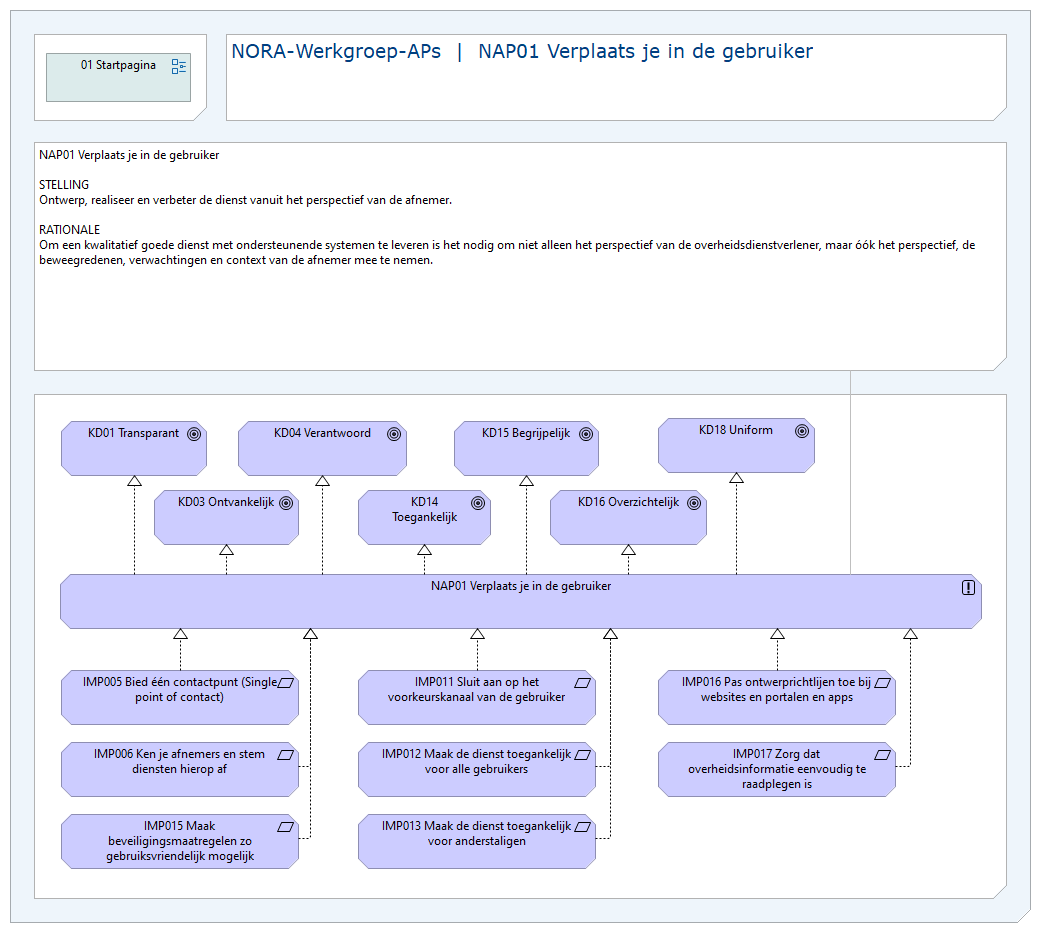 01 Startpagina
NORA-Werkgroep-APs | NAP01 Verplaats je in de gebruiker
NAP01 Verplaats je in de gebruiker
STELLING
Ontwerp, realiseer en verbeter de dienst vanuit het perspectief van de afnemer.
RATIONALE
Om een kwalitatief goede dienst met ondersteunende systemen te leveren is het nodig om niet alleen het perspectief van de overheidsdienstverlener, maar óók het perspectief, de
beweegredenen, verwachtingen en context van de afnemer mee te nemen.
KD01 Transparant
KD04 Verantwoord
KD15 Begrijpelijk
KD18 Uniform
KD03 Ontvankelijk
KD14
Toegankelijk
KD16 Overzichtelijk
NAP01 Verplaats je in de gebruiker
IMP005 Bied één contactpunt (Single
point of contact)
IMP011 Sluit aan op het
voorkeurskanaal van de gebruiker
IMP016 Pas ontwerprichtlijen toe bij
websites en portalen en apps
IMP006 Ken je afnemers en stem
diensten hierop af
IMP012 Maak de dienst toegankelijk
voor alle gebruikers
IMP017 Zorg dat
overheidsinformatie eenvoudig te
raadplegen is
IMP015 Maak
beveiligingsmaatregelen zo
gebruiksvriendelijk mogelijk
IMP013 Maak de dienst toegankelijk
voor anderstaligen